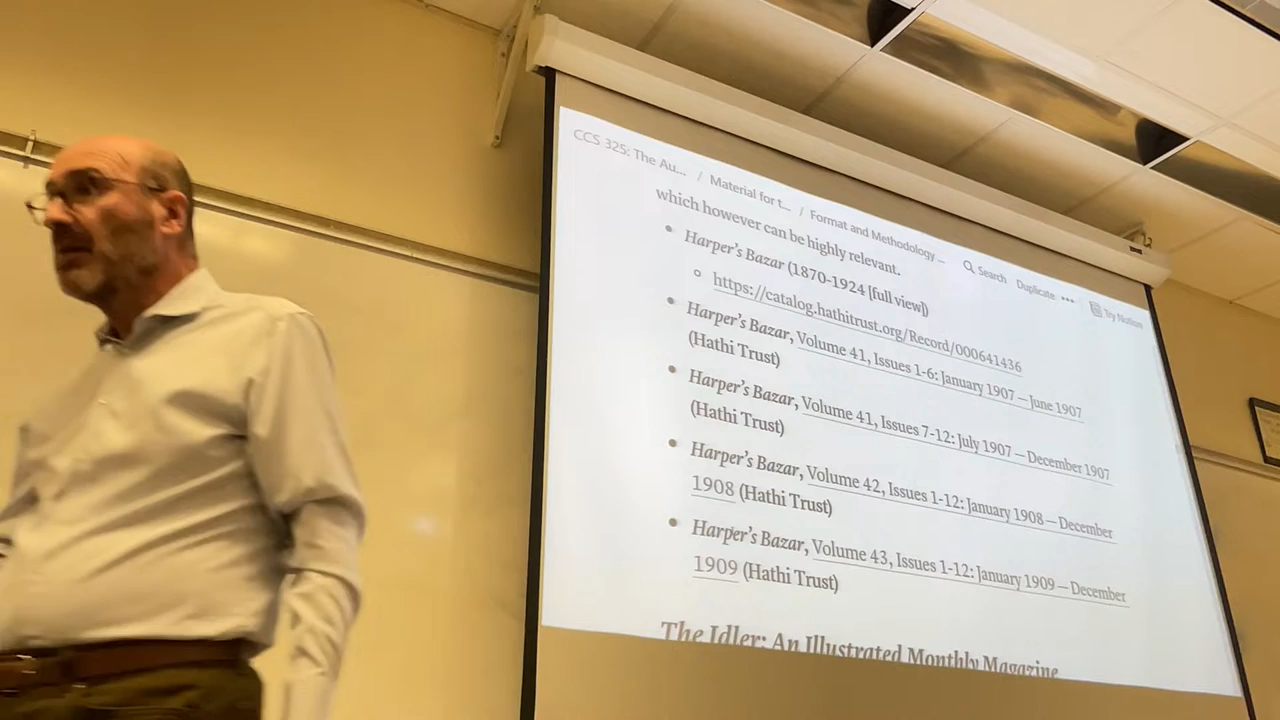 CCS 325: The Au... / Material for t... / Format and Methodology ...
Search Duplicate ••• Try Notion
which however can be highly relevant.
Harper's Bazar (1870-1924 [full view])
https://catalog.hathitrust.org/Record/000641436
Harper's Bazar, Volume 41, Issues 1-6: January 1907 — June 1907
(Hathi Trust)
Harper's Bazar, Volume 41, Issues 7-12: July 1907 — December 1907
(Hathi Trust)
Harper's Bazar, Volume 42, Issues 1-12: January 1908 — December
1908 (Hathi Trust)
Harper's Bazar, Volume 43, Issues 1-12: January 1909 — December
1909 (Hathi Trust)
The Idler: An Illustrated Monthly Magazine